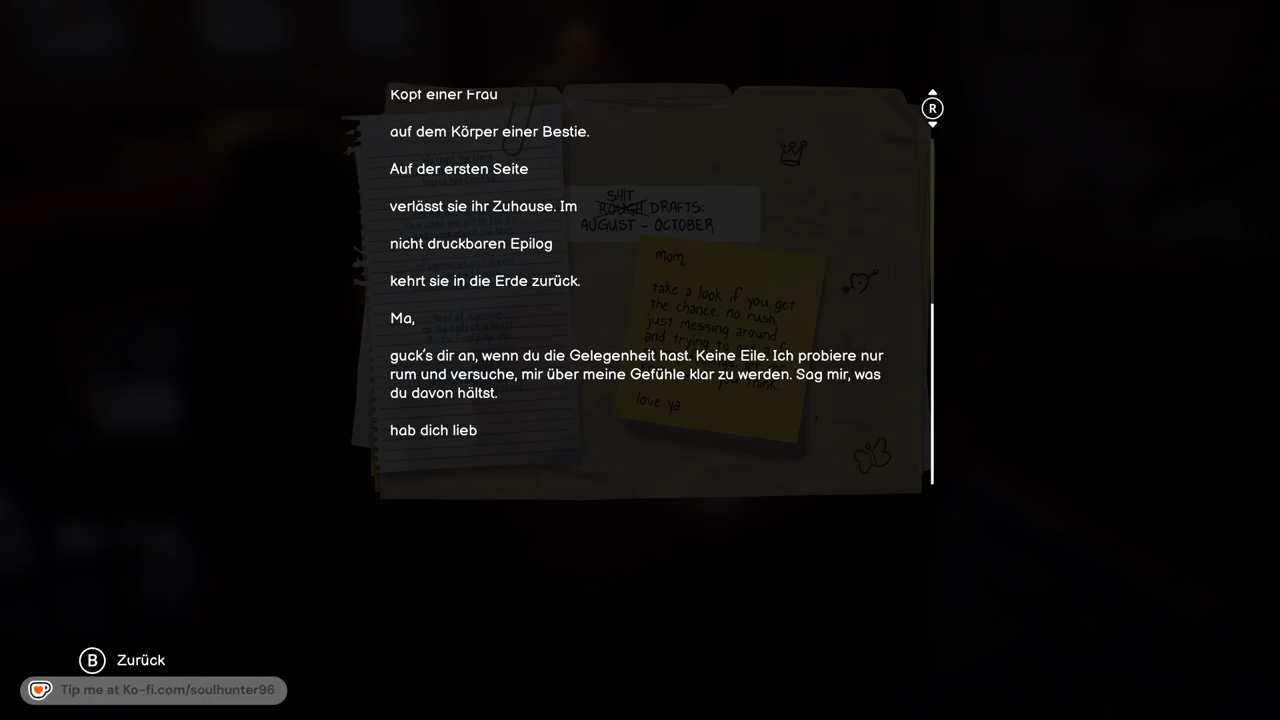 Kopf einer Frau
auf dem Körper einer Bestie.
Auf der ersten Seite
verlässt sie ihr Zuhause. Im
nicht druckbaren Epilog
kehrt sie in die Erde zurück.
Ma,
guck's dir an, wenn du die Gelegenheit hast. Keine Eile. Ich probiere nur
rum und versuche, mir über meine Gefühle klar zu werden. Sag mir, was
du davon hältst.
hab dich lieb
R
SHIT
ROUGH DRAFTS:
AUGUST - OCTOBER
mom,
take a look if you get
the chance. no rush.
just messing around
and trying to
think.
love ya
B Zurück
Tip me at Ko-fi.com/soulhunter96